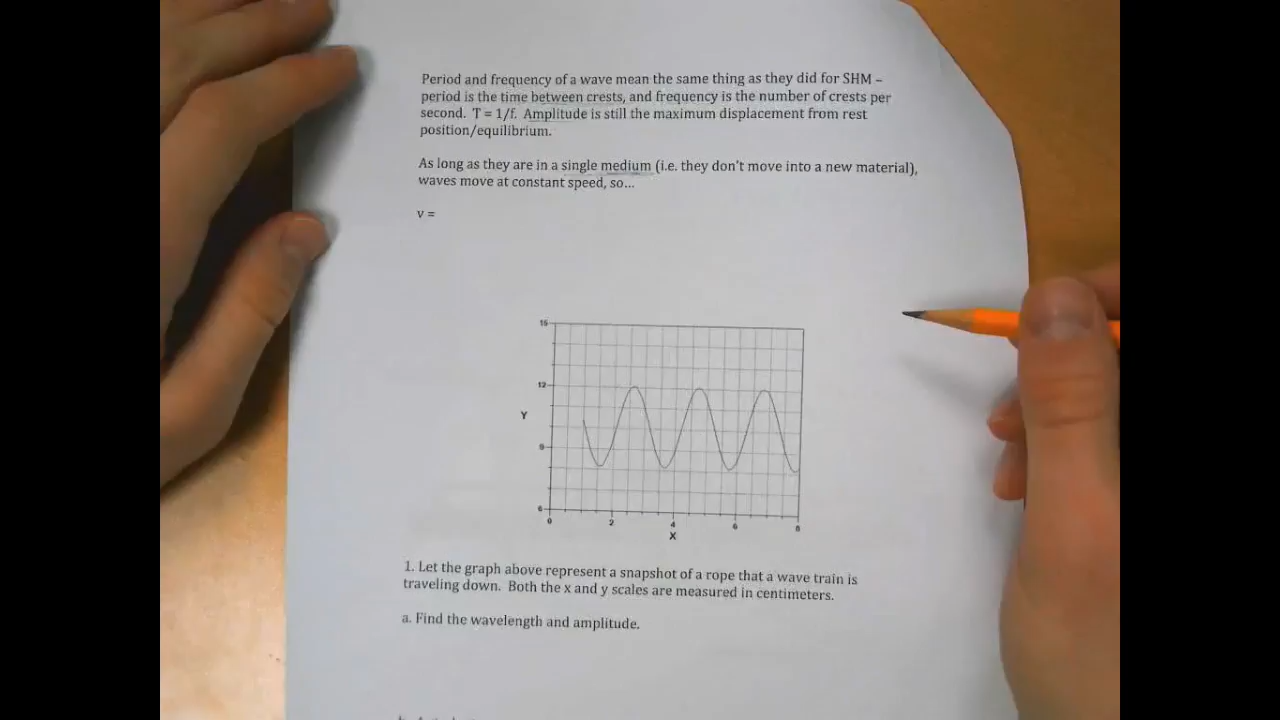 Period and frequency of a wave mean the same thing as they did for SHM –
period is the time between crests, and frequency is the number of crests per
second. T = 1/f. Amplitude is still the maximum displacement from rest
position/equilibrium.
As long as they are in a single medium (i.e. they don't move into a new material),
waves move at constant speed, so...
v =
15
12
Y
9
6
0 2 4 6 8
X
1. Let the graph above represent a snapshot of a rope that a wave train is
traveling down. Both the x and y scales are measured in centimeters.
a. Find the wavelength and amplitude.